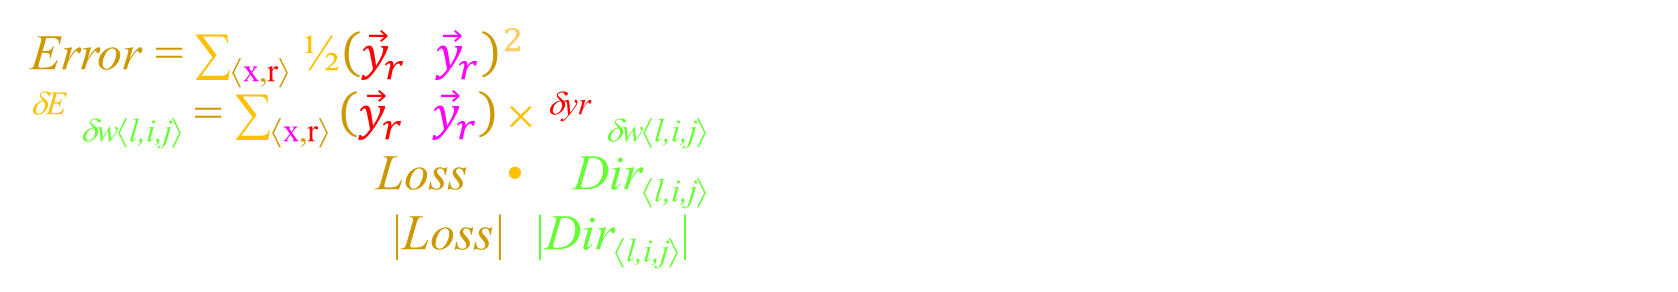 Error = ∑⟨x,r⟩ ½(y⃗r y⃗r)²
δE δw⟨l,i,j⟩ = ∑⟨x,r⟩ (y⃗r y⃗r) × δyr δw⟨l,i,j⟩
Loss • Dir⟨l,i,j⟩
|Loss| |Dir⟨l,i,j⟩|